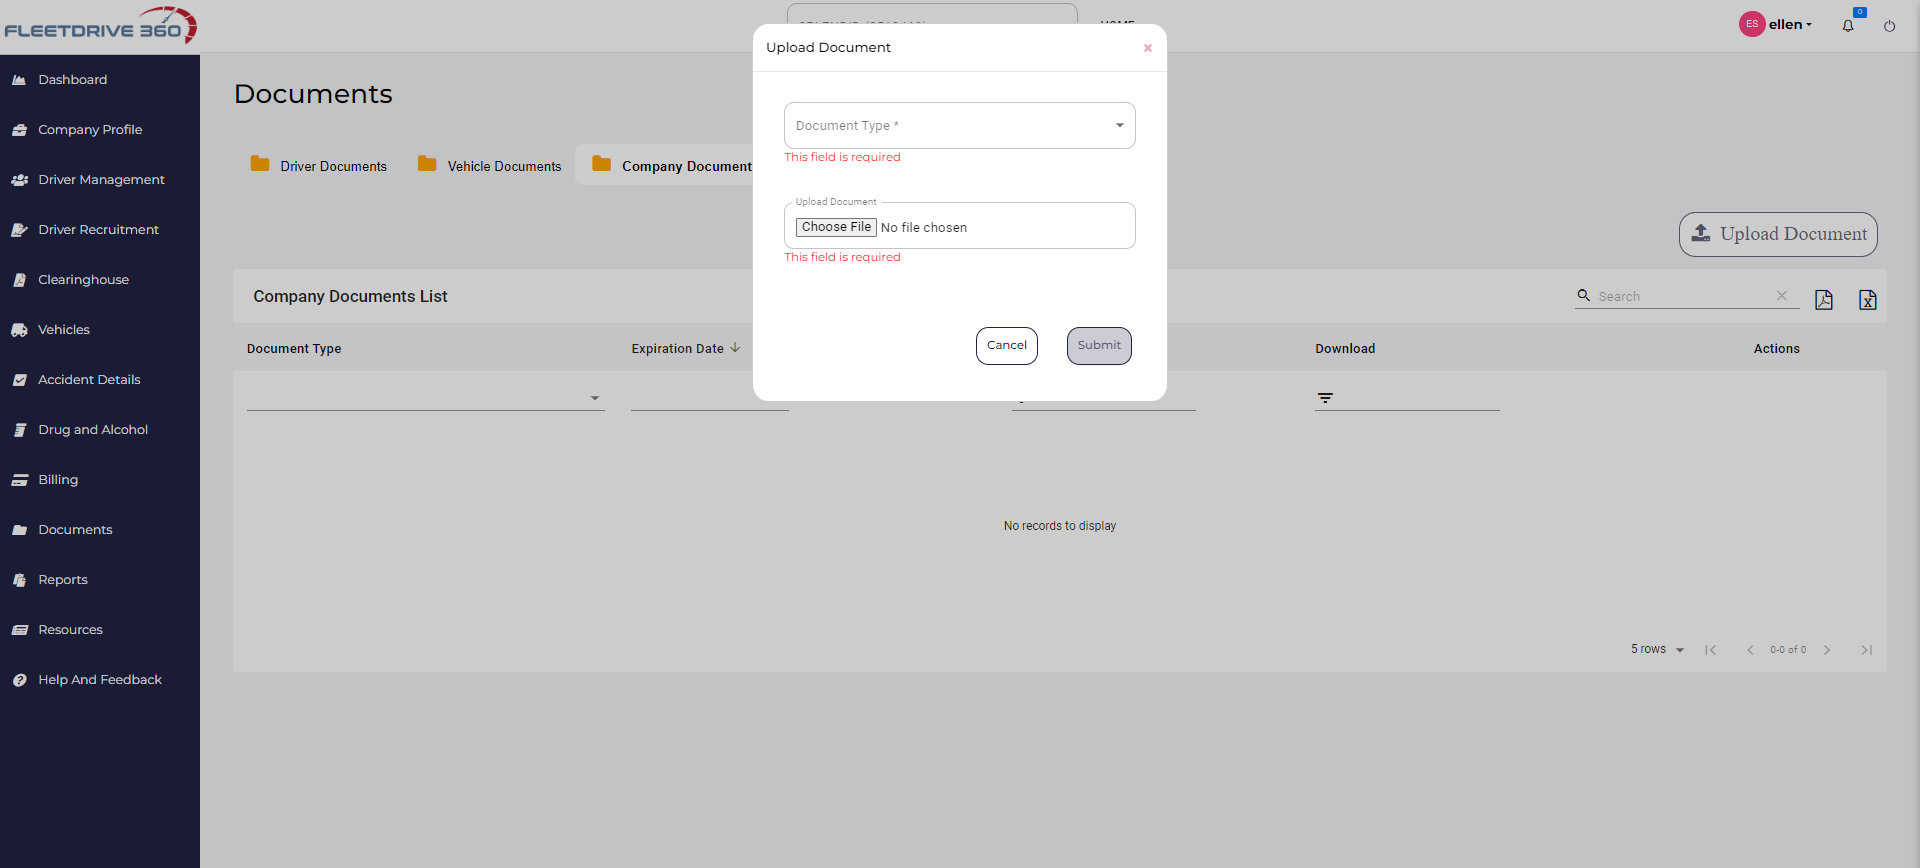 FLEETDRIVE 360
HOME
ES ellen
0
Dashboard
Company Profile
Driver Management
Driver Recruitment
Clearinghouse
Vehicles
Accident Details
Drug and Alcohol
Billing
Documents
Reports
Resources
Help And Feedback
Documents
Driver Documents
Vehicle Documents
Company Document
Upload Document
Company Documents List
Search
Document Type
Expiration Date
Download
Actions
No records to display
5 rows
0-0 of 0
Upload Document
×
Document Type *
This field is required
Upload Document
Choose File No file chosen
This field is required
Cancel
Submit